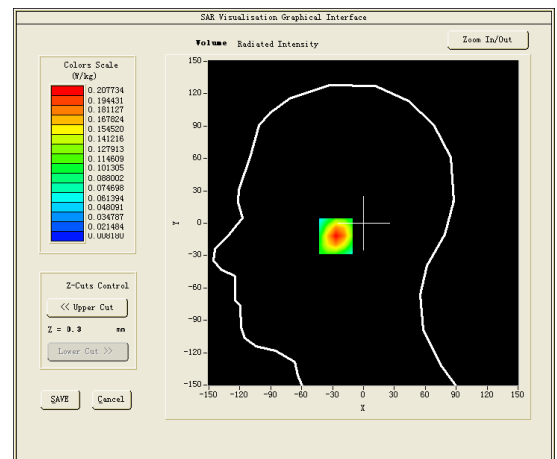 SAR Visualisation Graphical Interface
Volume Radiated Intensity
Zoom In/Out
Colors Scale
(W/kg)
0.207734
0.194431
0.181127
0.167824
0.154520
0.141216
0.127913
0.114609
0.101305
0.088002
0.074698
0.061394
0.048091
0.034787
0.021484
0.008180
Z-Cuts Control
<< Upper Cut
Z = 0.3 mm
Lower Cut >>
SAVE Cancel
150
120
90
60
30
0
-30
-60
-90
-120
-150
Y
-150 -120 -90 -60 -30 0 30 60 90 120 150
X